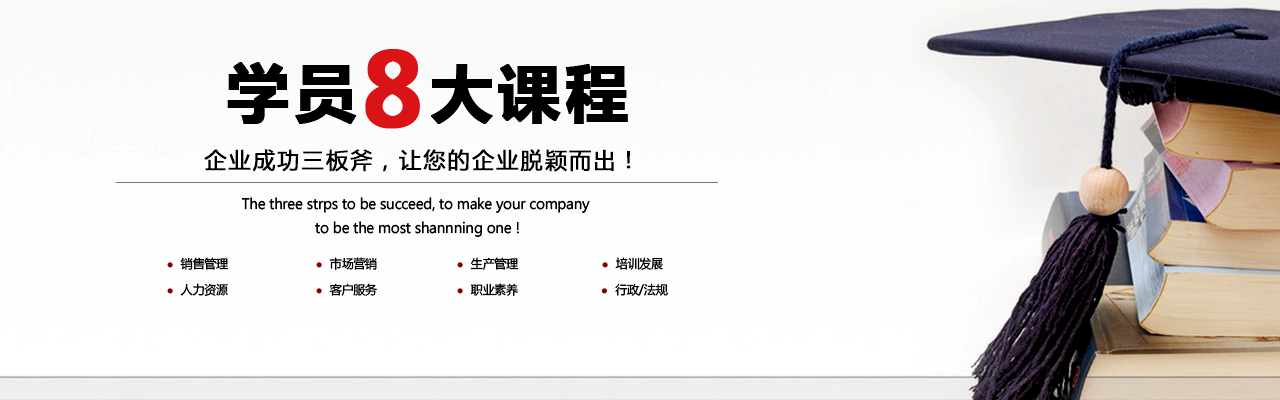 学员8大课程
企业成功三板斧，让您的企业脱颖而出！
The three strps to be succeed, to make your company
to be the most shannning one !
• 销售管理 • 市场营销 • 生产管理 • 培训发展
• 人力资源 • 客户服务 • 职业素养 • 行政/法规